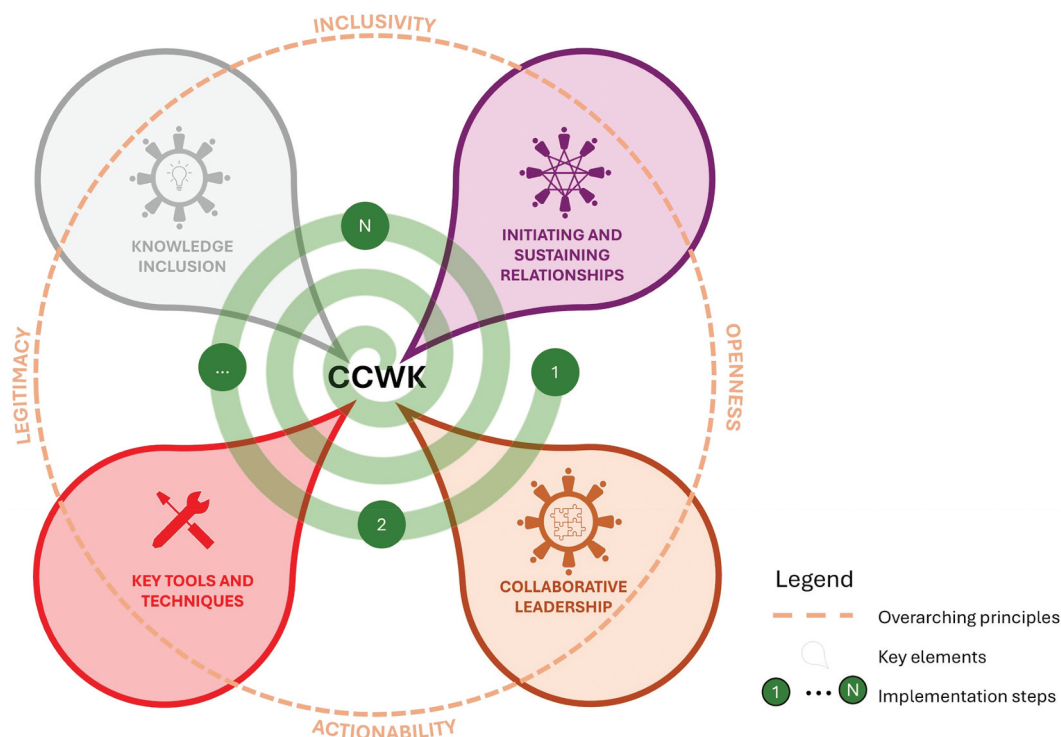 INCLUSIVITY
KNOWLEDGE
INCLUSION
INITIATING AND
SUSTAINING
RELATIONSHIPS
N
LEGITIMACY
OPENNESS
...
CCWK
1
2
KEY TOOLS AND
TECHNIQUES
COLLABORATIVE
LEADERSHIP
ACTIONABILITY
Legend
Overarching principles
Key elements
1 ... N Implementation steps